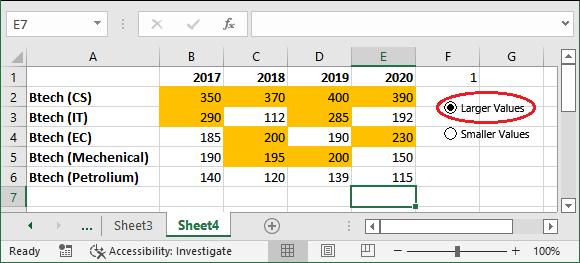 E7 fx
A B C D E F G
1 2017 2018 2019 2020 1
2 Btech (CS) 350 370 400 390
Larger Values
3 Btech (IT) 290 112 285 192
4 Btech (EC) 185 200 190 230 Smaller Values
5 Btech (Mechenical) 190 195 200 150
6 Btech (Petrolium) 140 120 139 115
7
... Sheet3 Sheet4
Ready Accessibility: Investigate 100%